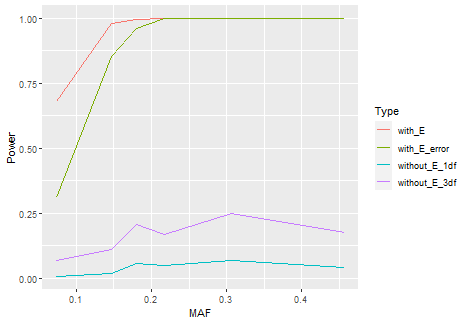 1.00
0.75
0.50
0.25
0.00
Power
0.1 0.2 0.3 0.4
MAF
Type
with_E
with_E_error
without_E_1df
without_E_3df